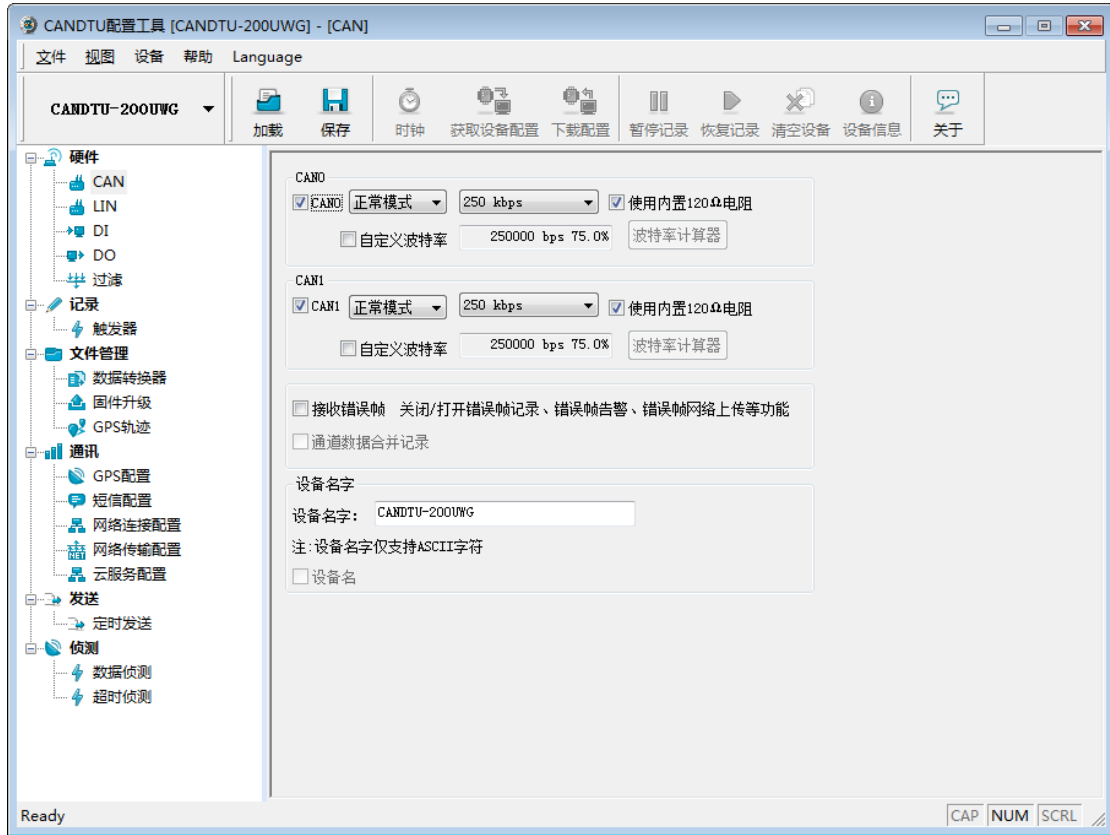 CANDTU配置工具 [CANDTU-200UWG] - [CAN]
文件 视图 设备 帮助 Language
CANDTU-200UWG
加载 保存 时钟 获取设备配置 下载配置 暂停记录 恢复记录 清空设备 设备信息 关于
硬件
CAN
LIN
DI
DO
过滤
记录
触发器
文件管理
数据转换器
固件升级
GPS轨迹
通讯
GPS配置
短信配置
网络连接配置
网络传输配置
云服务配置
发送
定时发送
侦测
数据侦测
超时侦测
CAN0
CAN0 正常模式 250 kbps 使用内置120Ω电阻
自定义波特率 250000 bps 75.0% 波特率计算器
CAN1
CAN1 正常模式 250 kbps 使用内置120Ω电阻
自定义波特率 250000 bps 75.0% 波特率计算器
接收错误帧 关闭/打开错误帧记录、错误帧告警、错误帧网络上传等功能
通道数据合并记录
设备名字
设备名字: CANDTU-200UWG
注:设备名字仅支持ASCII字符
设备名
Ready CAP NUM SCRL